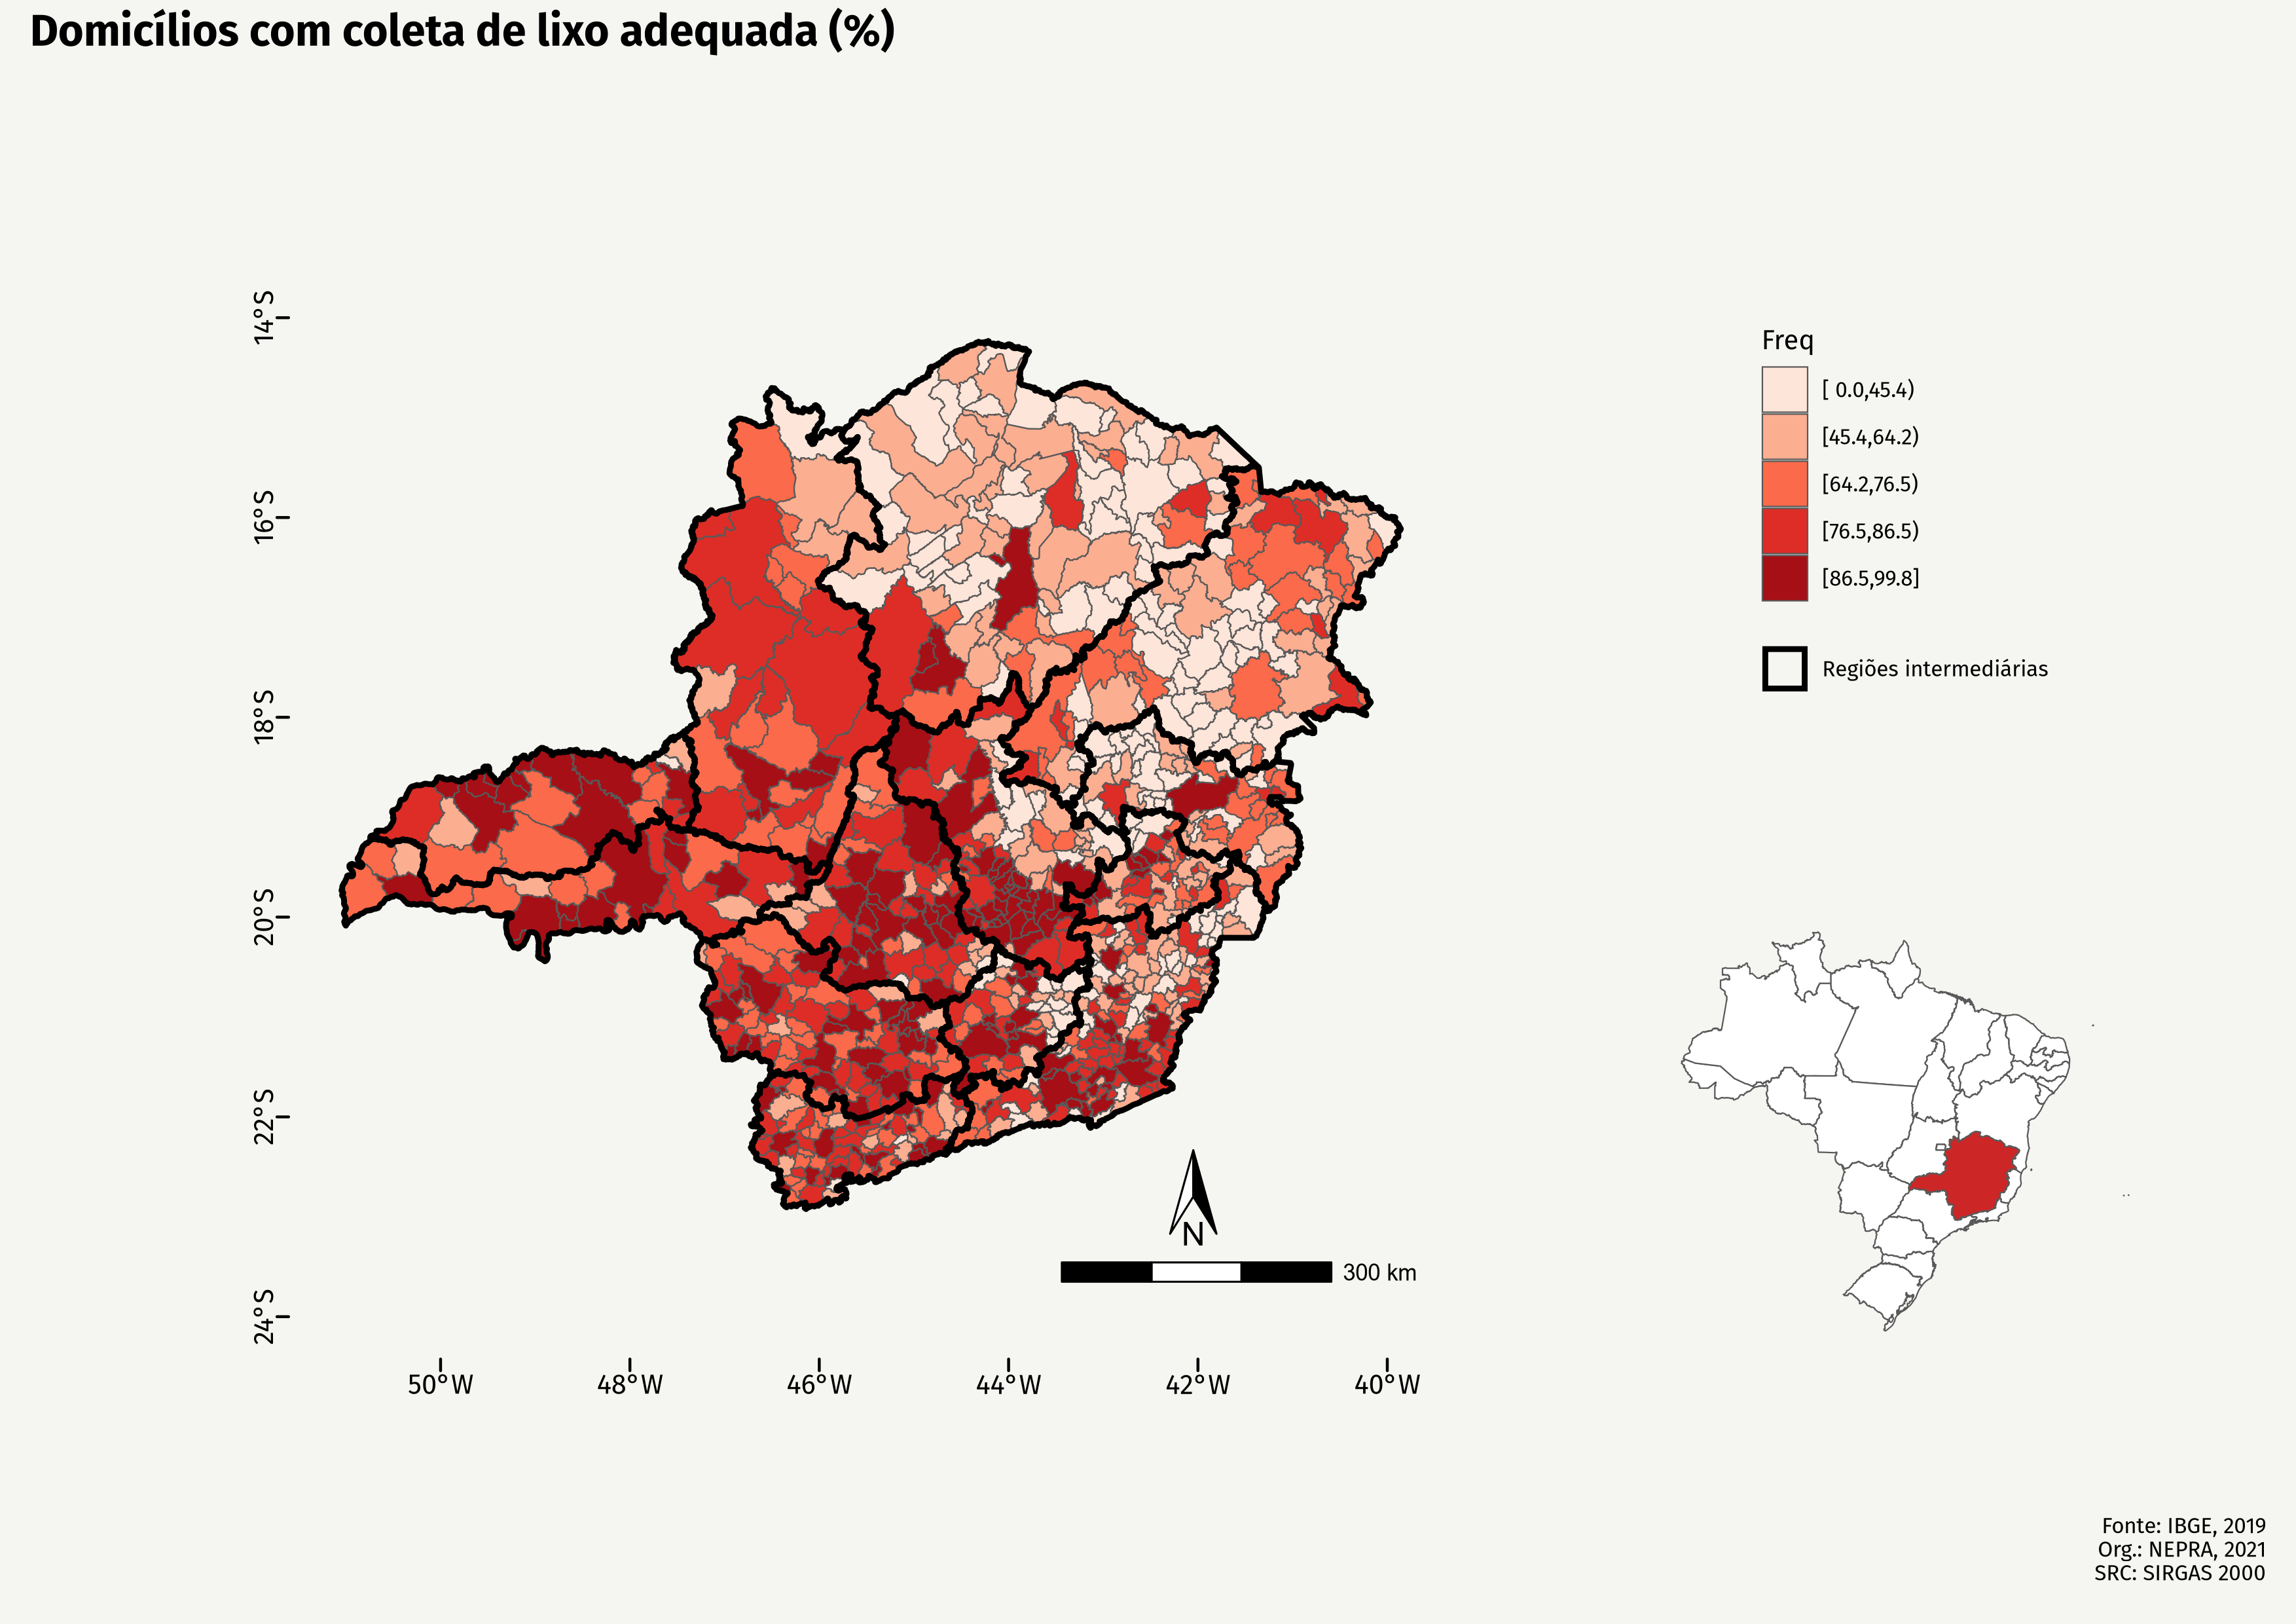 Domicílios com coleta de lixo adequada (%)
14°S
16°S
18°S
20°S
22°S
24°S
50°W
48°W
46°W
44°W
42°W
40°W
N
300 km
Freq
[ 0.0,45.4)
[45.4,64.2)
[64.2,76.5)
[76.5,86.5)
[86.5,99.8]
Regiões intermediárias
Fonte: IBGE, 2019
Org.: NEPRA, 2021
SRC: SIRGAS 2000